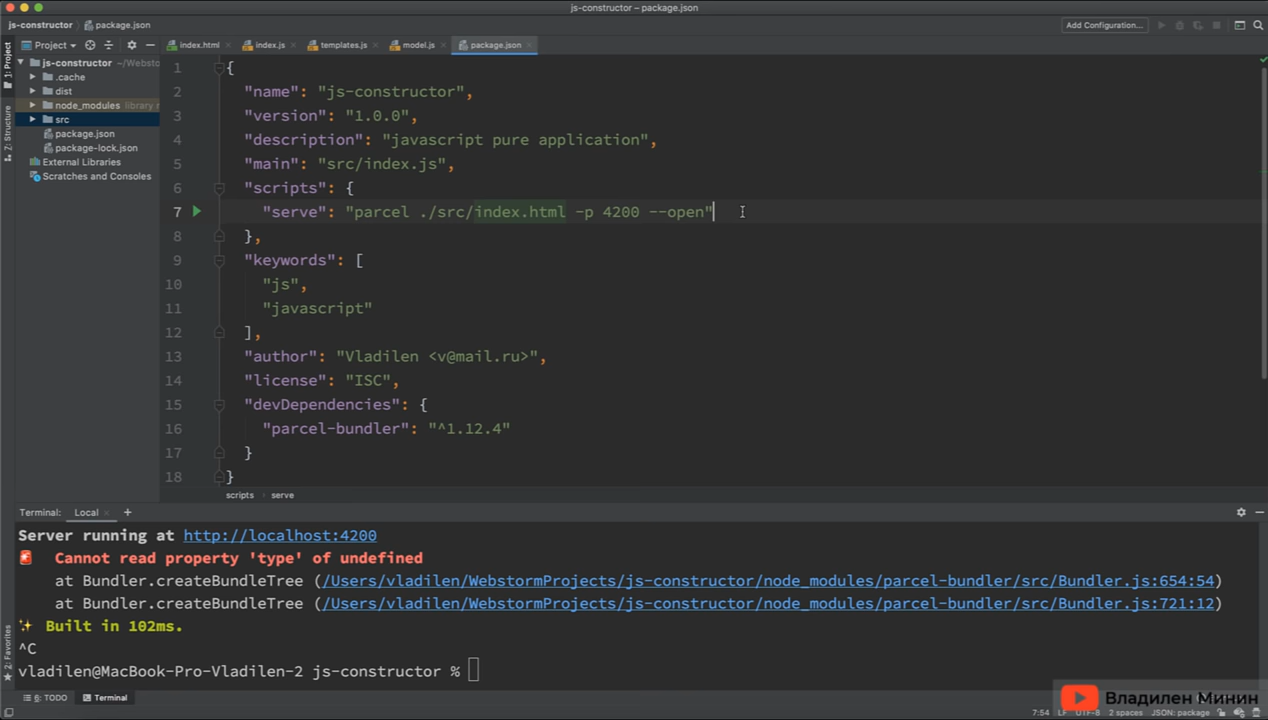 js-constructor – package.json
js-constructor
package.json
Add Configuration...
Project
index.html
index.js
templates.js
model.js
package.json
1: Project
js-constructor ~/Websto
.cache
dist
node_modules library r
src
package.json
package-lock.json
External Libraries
Scratches and Consoles
Z: Structure
2: Favorites
1 {
2 "name": "js-constructor",
3 "version": "1.0.0",
4 "description": "javascript pure application",
5 "main": "src/index.js",
6 "scripts": {
7 "serve": "parcel ./src/index.html -p 4200 --open"
8 },
9 "keywords": [
10 "js",
11 "javascript"
12 ],
13 "author": "Vladilen <v@mail.ru>",
14 "license": "ISC",
15 "devDependencies": {
16 "parcel-bundler": "^1.12.4"
17 }
18 }
scripts serve
Terminal: Local +
Server running at http://localhost:4200
Cannot read property 'type' of undefined
at Bundler.createBundleTree (/Users/vladilen/WebstormProjects/js-constructor/node_modules/parcel-bundler/src/Bundler.js:654:54)
at Bundler.createBundleTree (/Users/vladilen/WebstormProjects/js-constructor/node_modules/parcel-bundler/src/Bundler.js:721:12)
Built in 102ms.
^C
vladilen@MacBook-Pro-Vladilen-2 js-constructor %
6: TODO
Terminal
Владилен Минин
7:54 LF UTF-8 2 spaces JSON: package